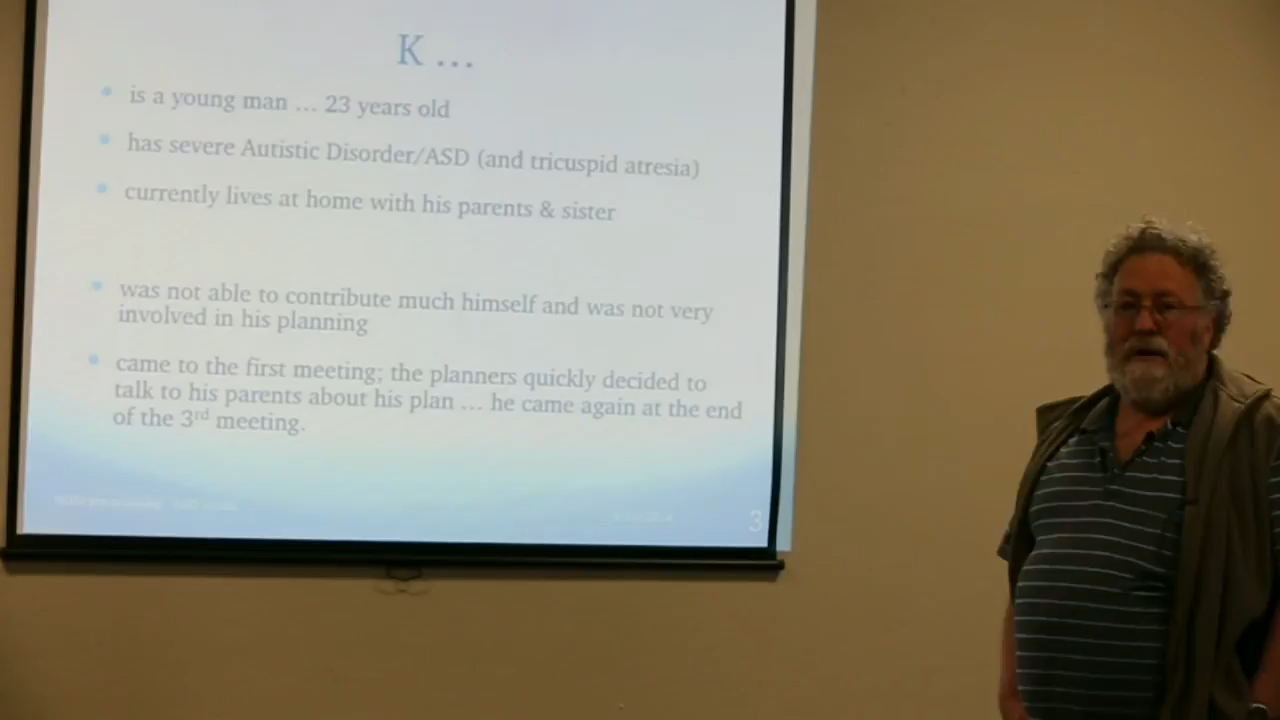 K ...
is a young man ... 23 years old
has severe Autistic Disorder/ASD (and tricuspid atresia)
currently lives at home with his parents & sister
was not able to contribute much himself and was not very
involved in his planning
came to the first meeting; the planners quickly decided to
talk to his parents about his plan ... he came again at the end
of the 3rd meeting.
3